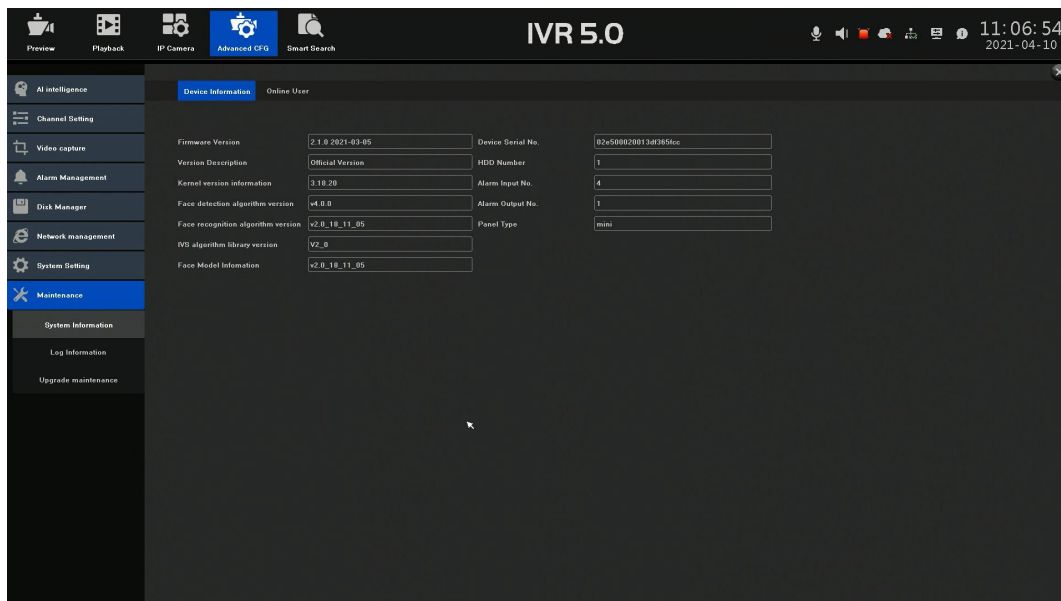 IVR 5.0
11:06:54
2021-04-10
Preview
Playback
IP Camera
Advanced CFG
Smart Search
AI intelligence
Channel Setting
Video capture
Alarm Management
Disk Manager
Network management
System Setting
Maintenance
System Information
Log Information
Upgrade maintenance
Device Information Online User
Firmware Version 2.1.0 2021-03-05 Device Serial No. 02e500020013df365fcc
Version Description Official Version HDD Number 1
Kernel version information 3.18.20 Alarm Input No. 4
Face detection algorithm version v4.0.0 Alarm Output No. 1
Face recognition algorithm version v2.0_18_11_05 Panel Type mini
IVS algorithm library version V2_0
Face Model Infomation v2.0_18_11_05